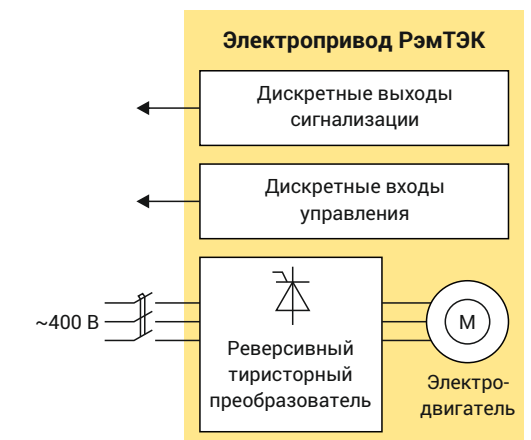 Электропривод РэмТЭК
Дискретные выходы
сигнализации
Дискретные входы
управления
~400 В
М
Реверсивный
тиристорный
преобразователь
Электро-
двигатель